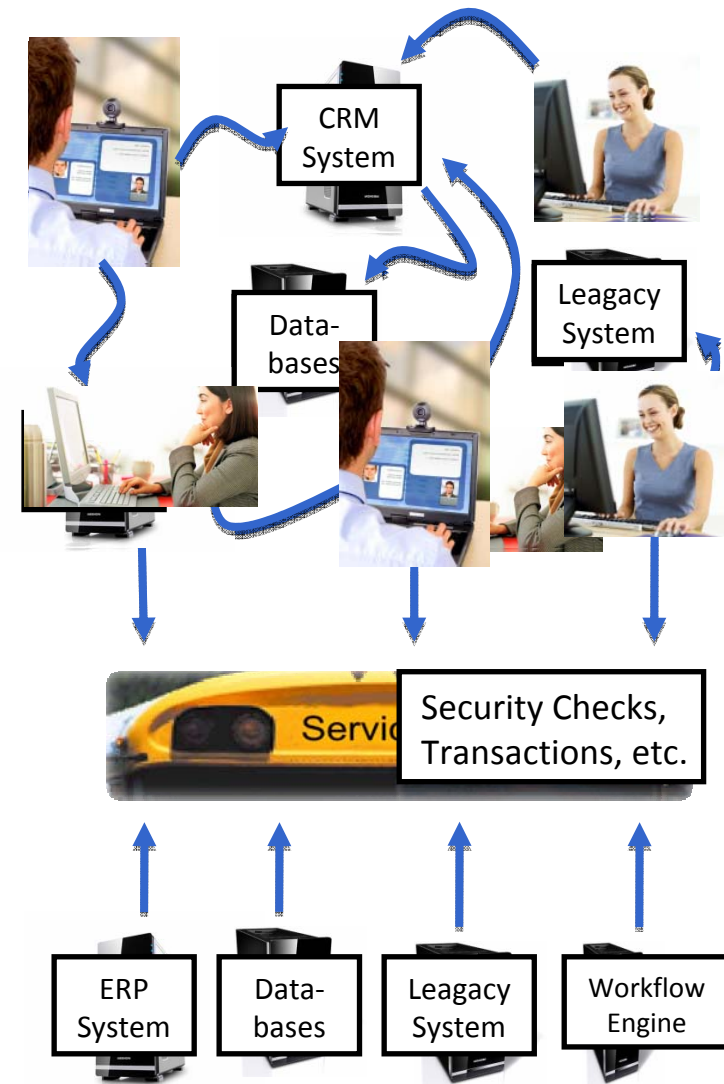 CRM
System
Data-
bases
Leagacy
System
Servic
Security Checks,
Transactions, etc.
ERP
System
Data-
bases
Leagacy
System
Workflow
Engine